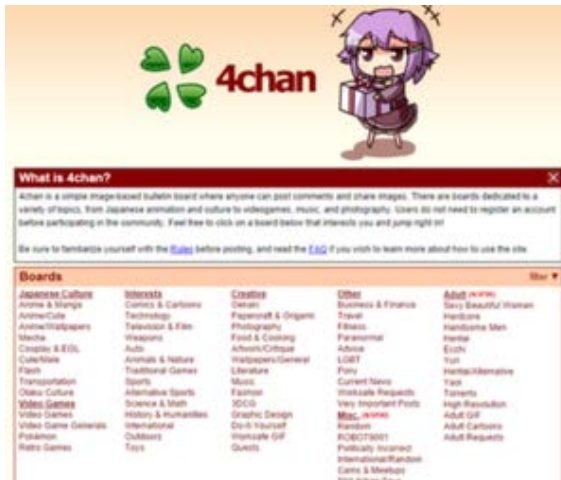 4chan
What is 4chan?
4chan is a simple image-based bulletin board where anyone can post comments and share images. There are boards dedicated to a
variety of topics, from Japanese animation and culture to videogames, music, and photography. Users do not need to register an account
before participating in the community. Feel free to click on a board below that interests you and jump right in!
Be sure to familiarize yourself with the Rules before posting, and read the FAQ if you wish to learn more about how to use the site.
Boards
filter ▼
Japanese Culture
Anime & Manga
Anime/Cute
Anime/Wallpapers
Mecha
Cosplay & EGL
Cute/Male
Flash
Transportation
Otaku Culture
Video Games
Video Games
Video Game Generals
Pokémon
Retro Games
Interests
Comics & Cartoons
Technology
Television & Film
Weapons
Auto
Animals & Nature
Traditional Games
Sports
Alternative Sports
Science & Math
History & Humanities
International
Outdoors
Toys
Creative
Oekaki
Papercraft & Origami
Photography
Food & Cooking
Artwork/Critique
Wallpapers/General
Literature
Music
Fashion
3DCG
Graphic Design
Do-It-Yourself
Worksafe GIF
Quests
Other
Business & Finance
Travel
Fitness
Paranormal
Advice
LGBT
Pony
Current News
Worksafe Requests
Very Important Posts
Misc. (NSFW)
Random
ROBOT9001
Politically Incorrect
International/Random
Cams & Meetups
Adult (NSFW)
Sexy Beautiful Women
Hardcore
Handsome Men
Hentai
Ecchi
Yuri
Hentai/Alternative
Yaoi
Torrents
High Resolution
Adult GIF
Adult Cartoons
Adult Requests